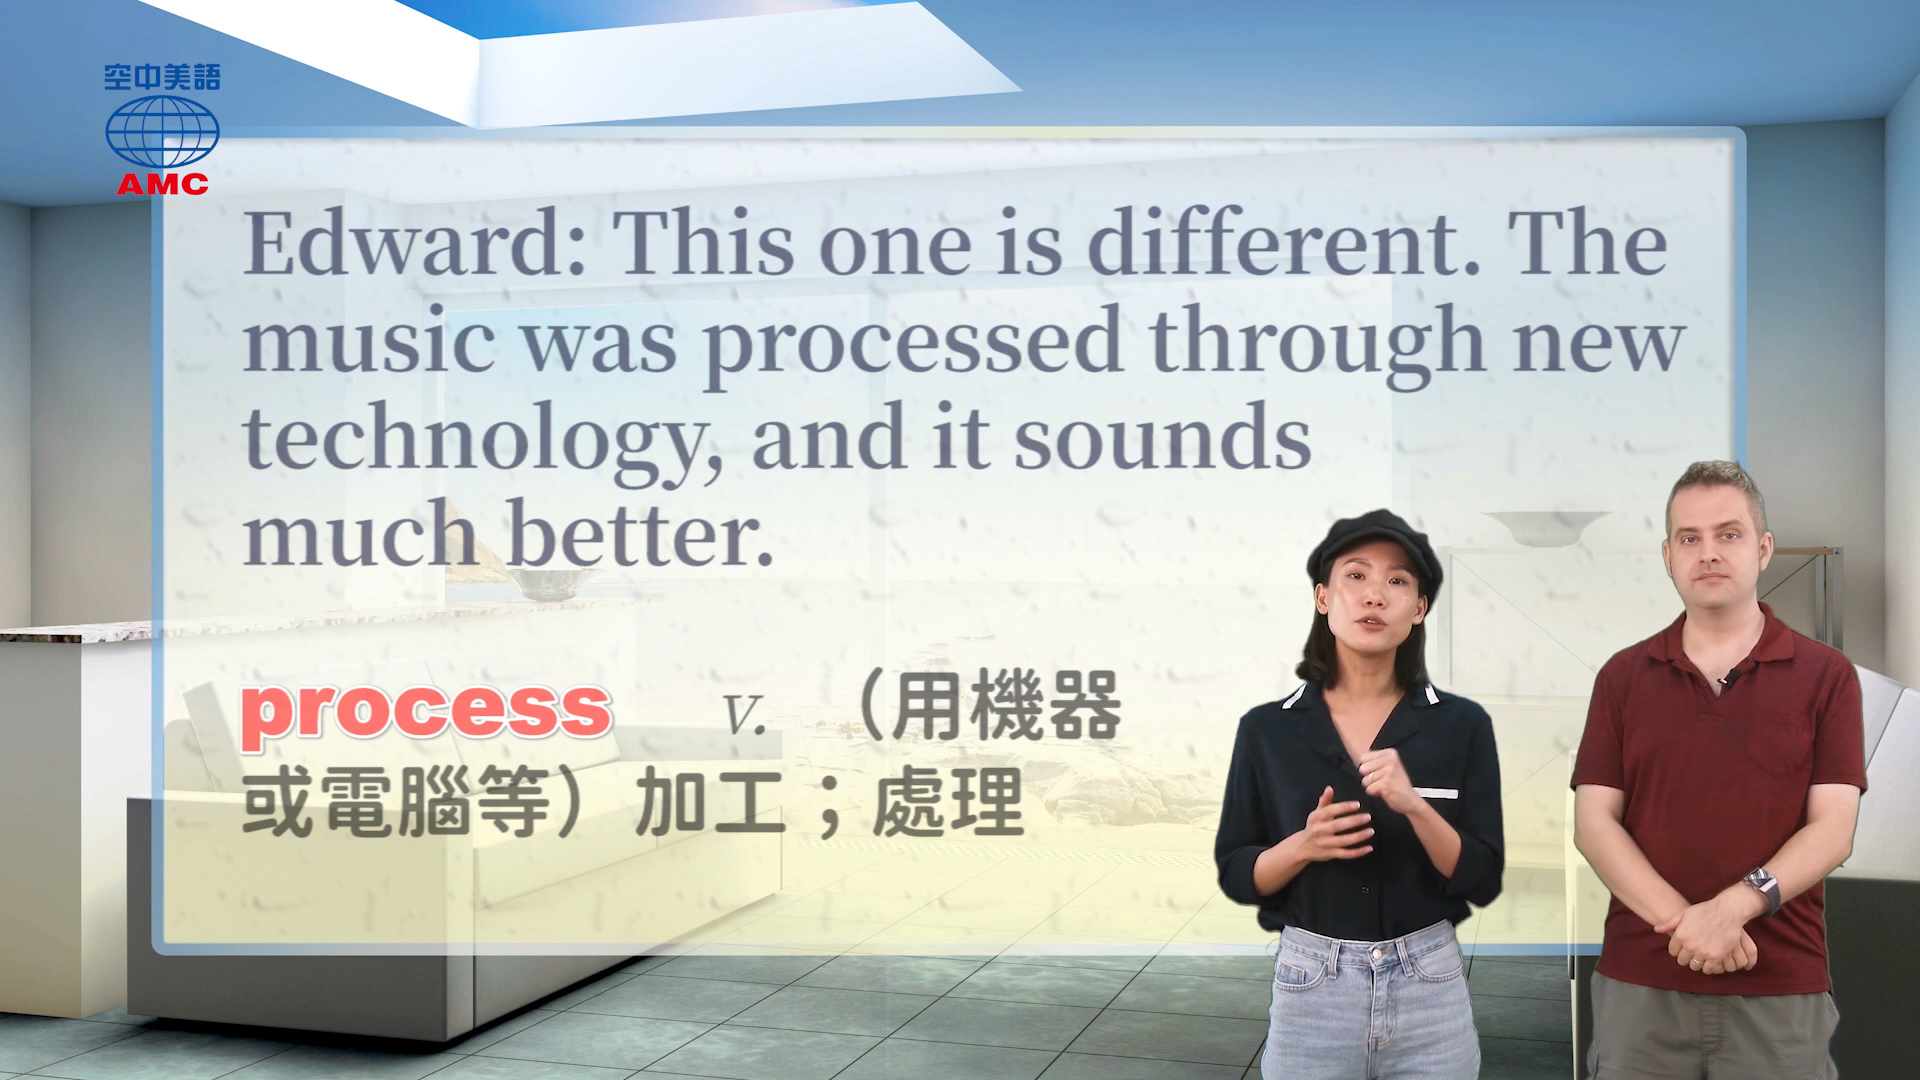 空中美語
AMC
Edward: This one is different. The
music was processed through new
technology, and it sounds
much better.
process v. （用機器
或電腦等）加工；處理